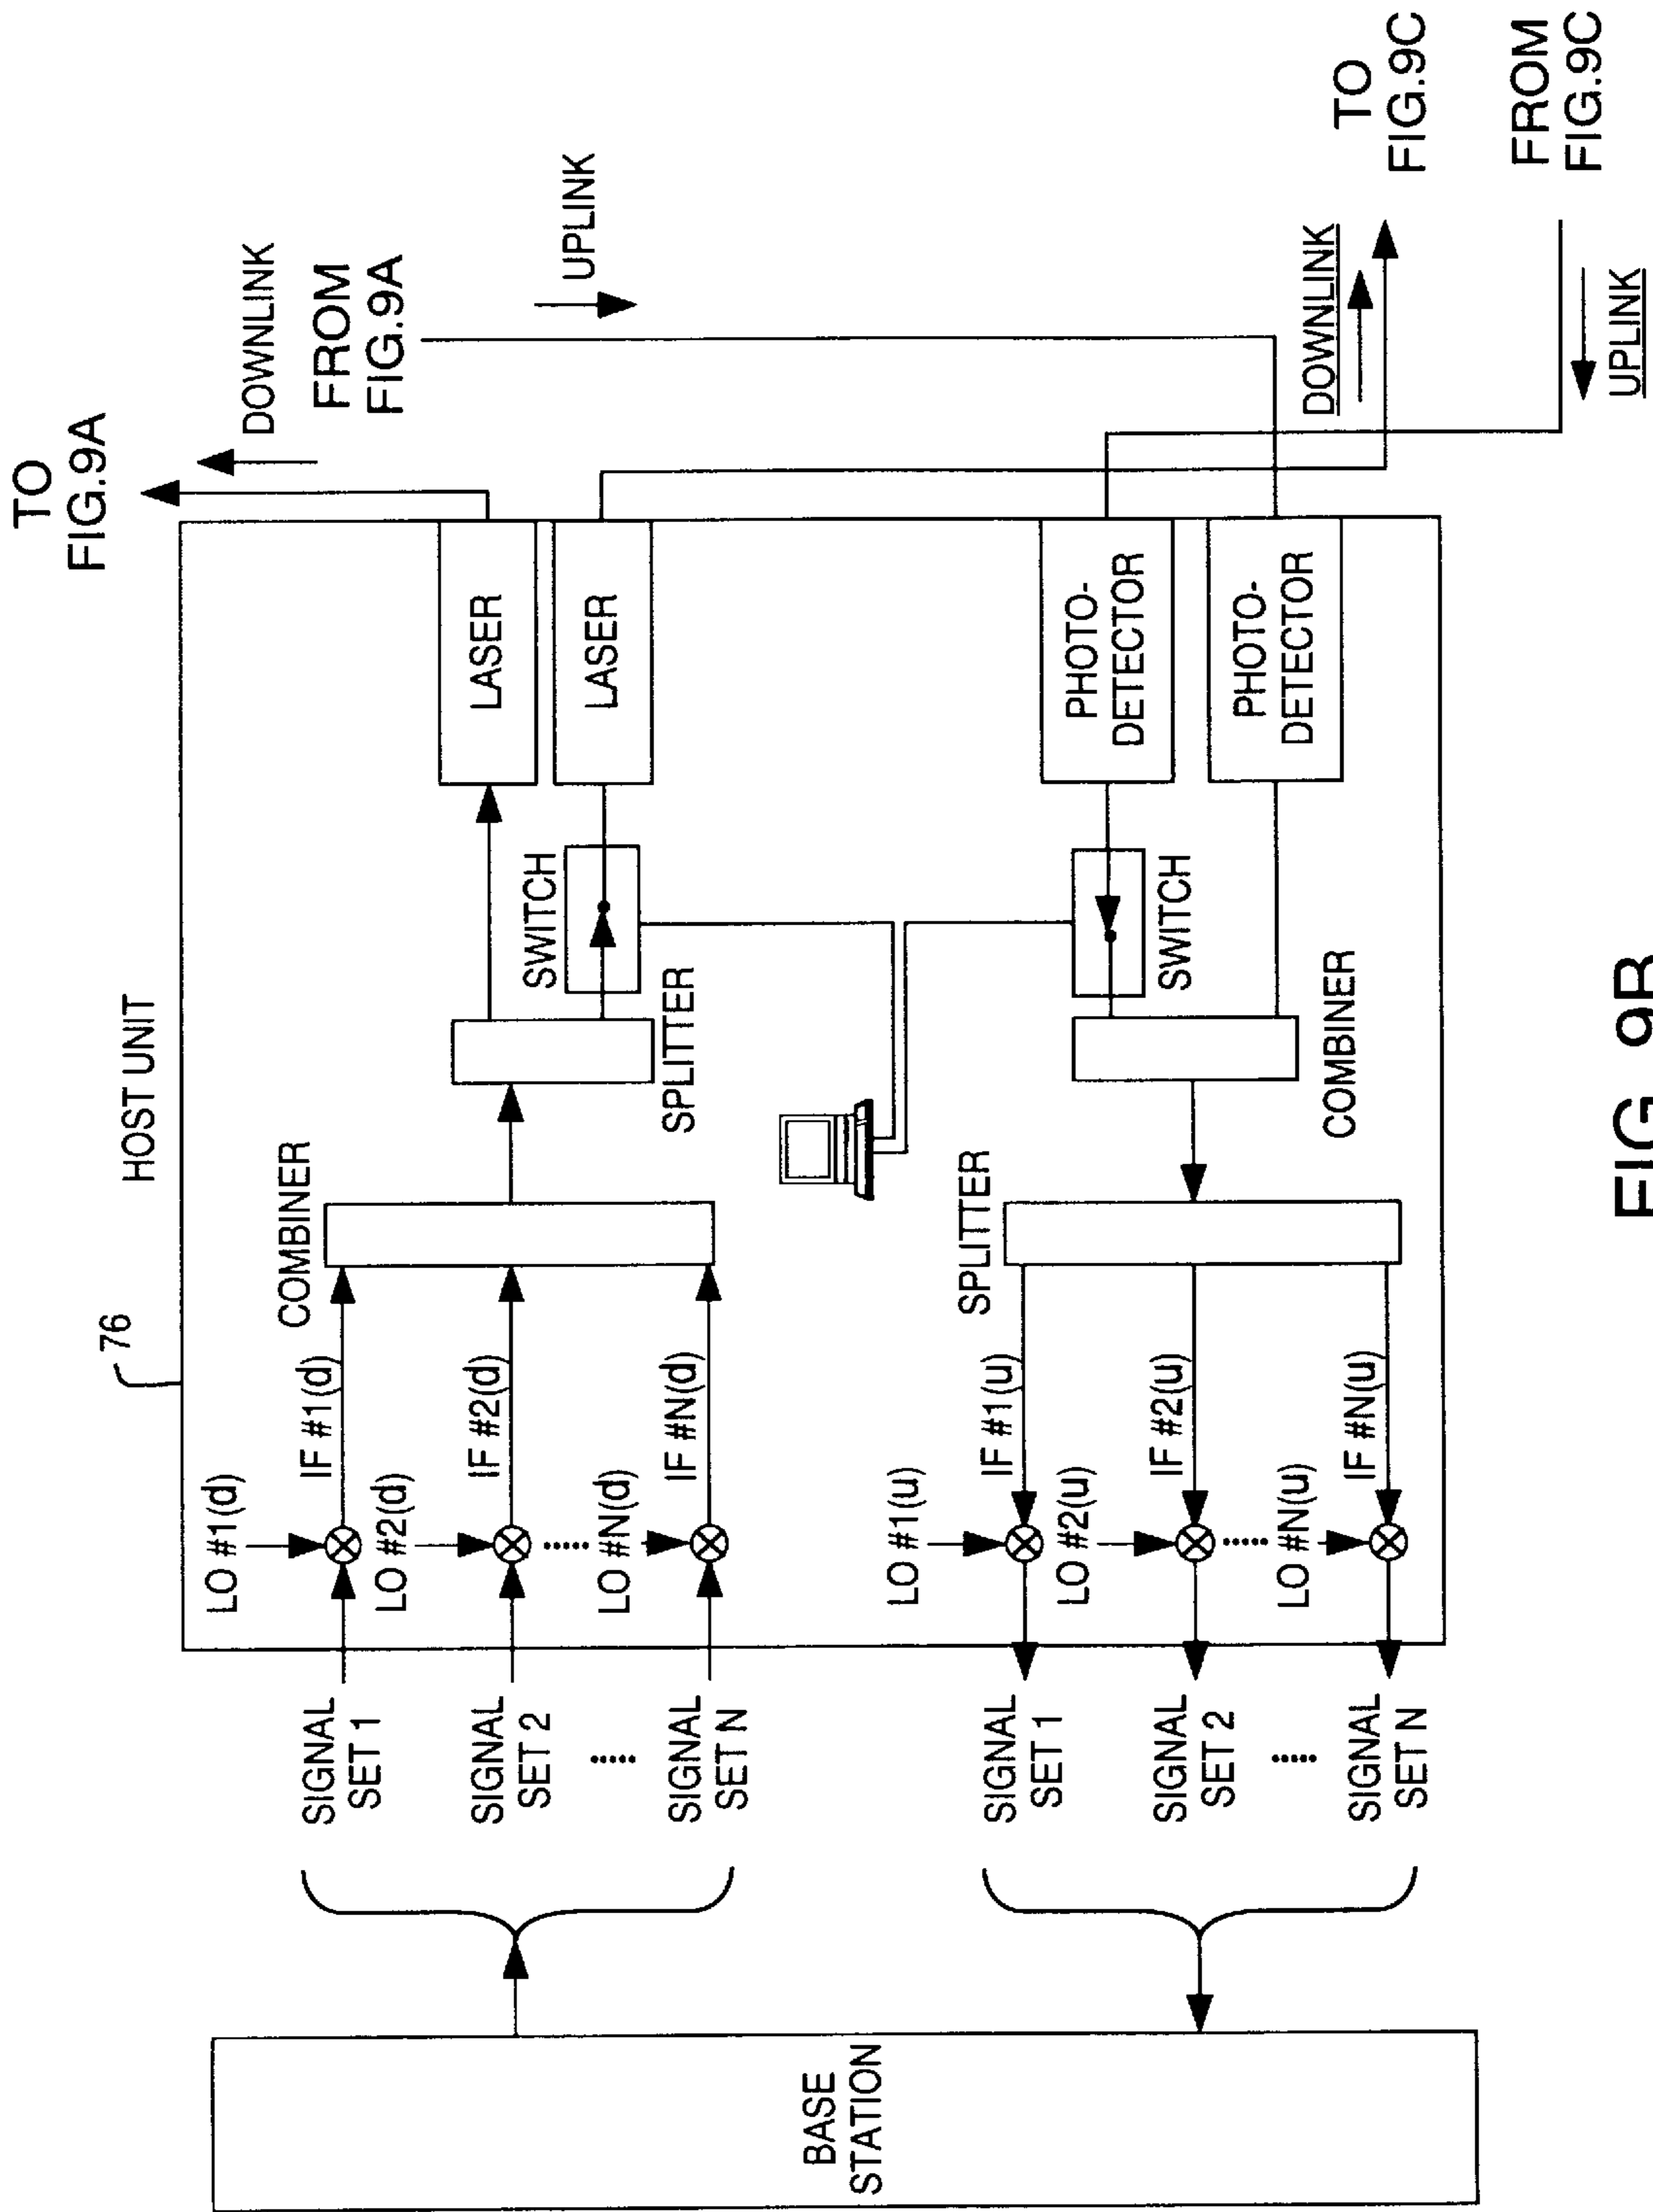 TO
FIG.9A
DOWNLINK
FROM
FIG.9A
UPLINK
DOWNLINK
TO
FIG.9C
FROM
FIG.9C
UPLINK
76
HOST UNIT
LASER
LASER
PHOTO-
DETECTOR
PHOTO-
DETECTOR
SWITCH
SWITCH
SPLITTER
COMBINER
COMBINER
SPLITTER
LO #1(d)
IF #1(d)
LO #2(d)
IF #2(d)
.....
LO #N(d)
IF #N(d)
LO #1(u)
IF #1(u)
LO #2(u)
IF #2(u)
.....
LO #N(u)
IF #N(u)
SIGNAL
SET 1
SIGNAL
SET 2
.....
SIGNAL
SET N
SIGNAL
SET 1
SIGNAL
SET 2
.....
SIGNAL
SET N
BASE
STATION
FIG.9B